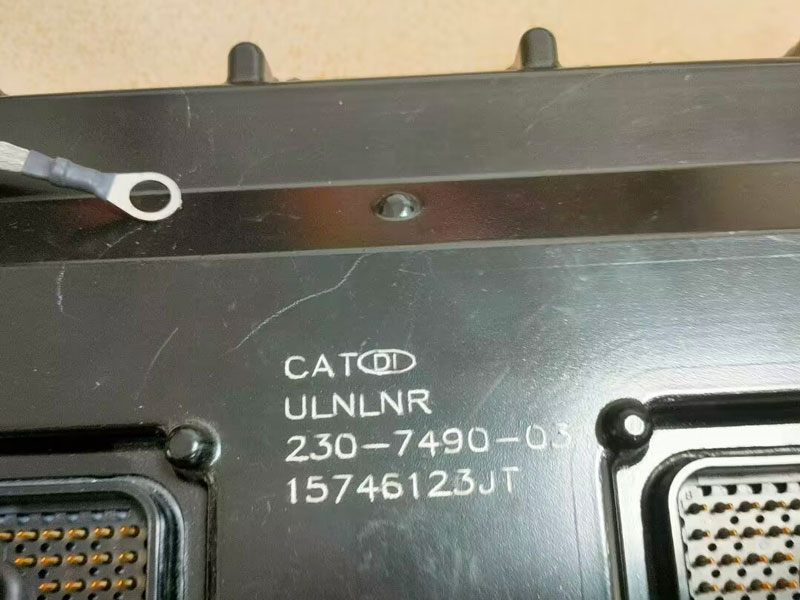 CAT DI
ULNLNR
230-7490-03
15746123JT